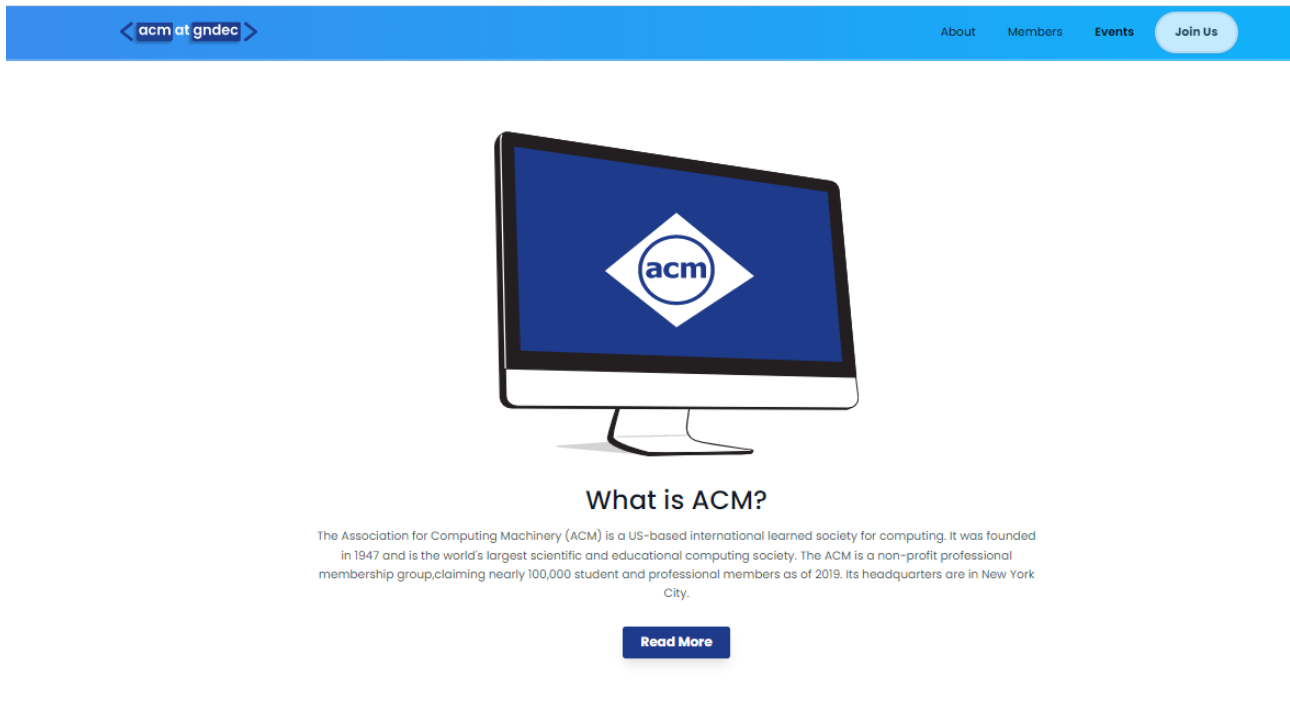 < acm at gndec >
About Members Events Join Us
acm
What is ACM?
The Association for Computing Machinery (ACM) is a US-based international learned society for computing. It was founded
in 1947 and is the world's largest scientific and educational computing society. The ACM is a non-profit professional
membership group,claiming nearly 100,000 student and professional members as of 2019. Its headquarters are in New York
City.
Read More